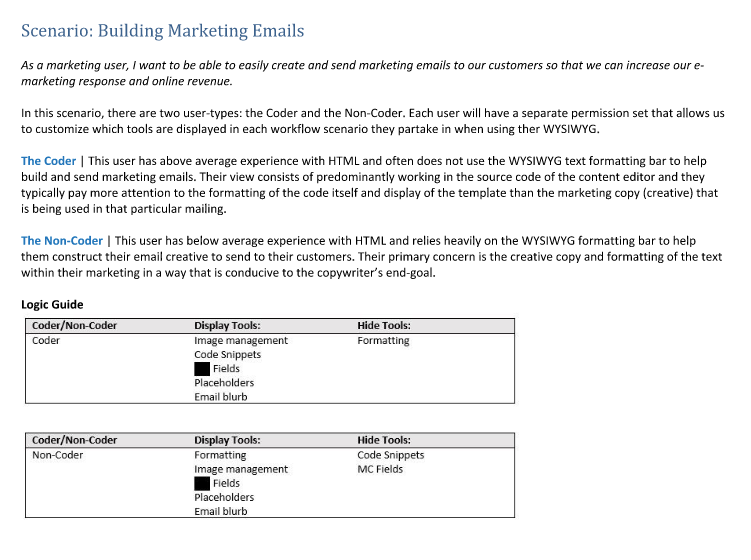 Scenario: Building Marketing Emails
As a marketing user, I want to be able to easily create and send marketing emails to our customers so that we can increase our e-
marketing response and online revenue.
In this scenario, there are two user-types: the Coder and the Non-Coder. Each user will have a separate permission set that allows us
to customize which tools are displayed in each workflow scenario they partake in when using ther WYSIWYG.
The Coder | This user has above average experience with HTML and often does not use the WYSIWYG text formatting bar to help
build and send marketing emails. Their view consists of predominantly working in the source code of the content editor and they
typically pay more attention to the formatting of the code itself and display of the template than the marketing copy (creative) that
is being used in that particular mailing.
The Non-Coder | This user has below average experience with HTML and relies heavily on the WYSIWYG formatting bar to help
them construct their email creative to send to their customers. Their primary concern is the creative copy and formatting of the text
within their marketing in a way that is conducive to the copywriter's end-goal.
Logic Guide
Coder/Non-Coder Display Tools: Hide Tools:
Coder Image management Formatting
Code Snippets
Fields
Placeholders
Email blurb
Coder/Non-Coder Display Tools: Hide Tools:
Non-Coder Formatting Code Snippets
Image management MC Fields
Fields
Placeholders
Email blurb